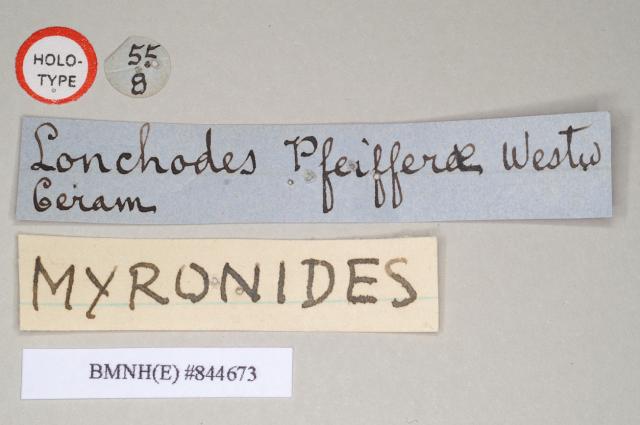 HOLO-
TYPE
55
8
Lonchodes Pfeifferæ Westw
Ceram
MYRONIDES
BMNH(E) #844673